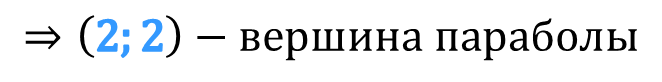 ⇒ (2; 2) − вершина параболы